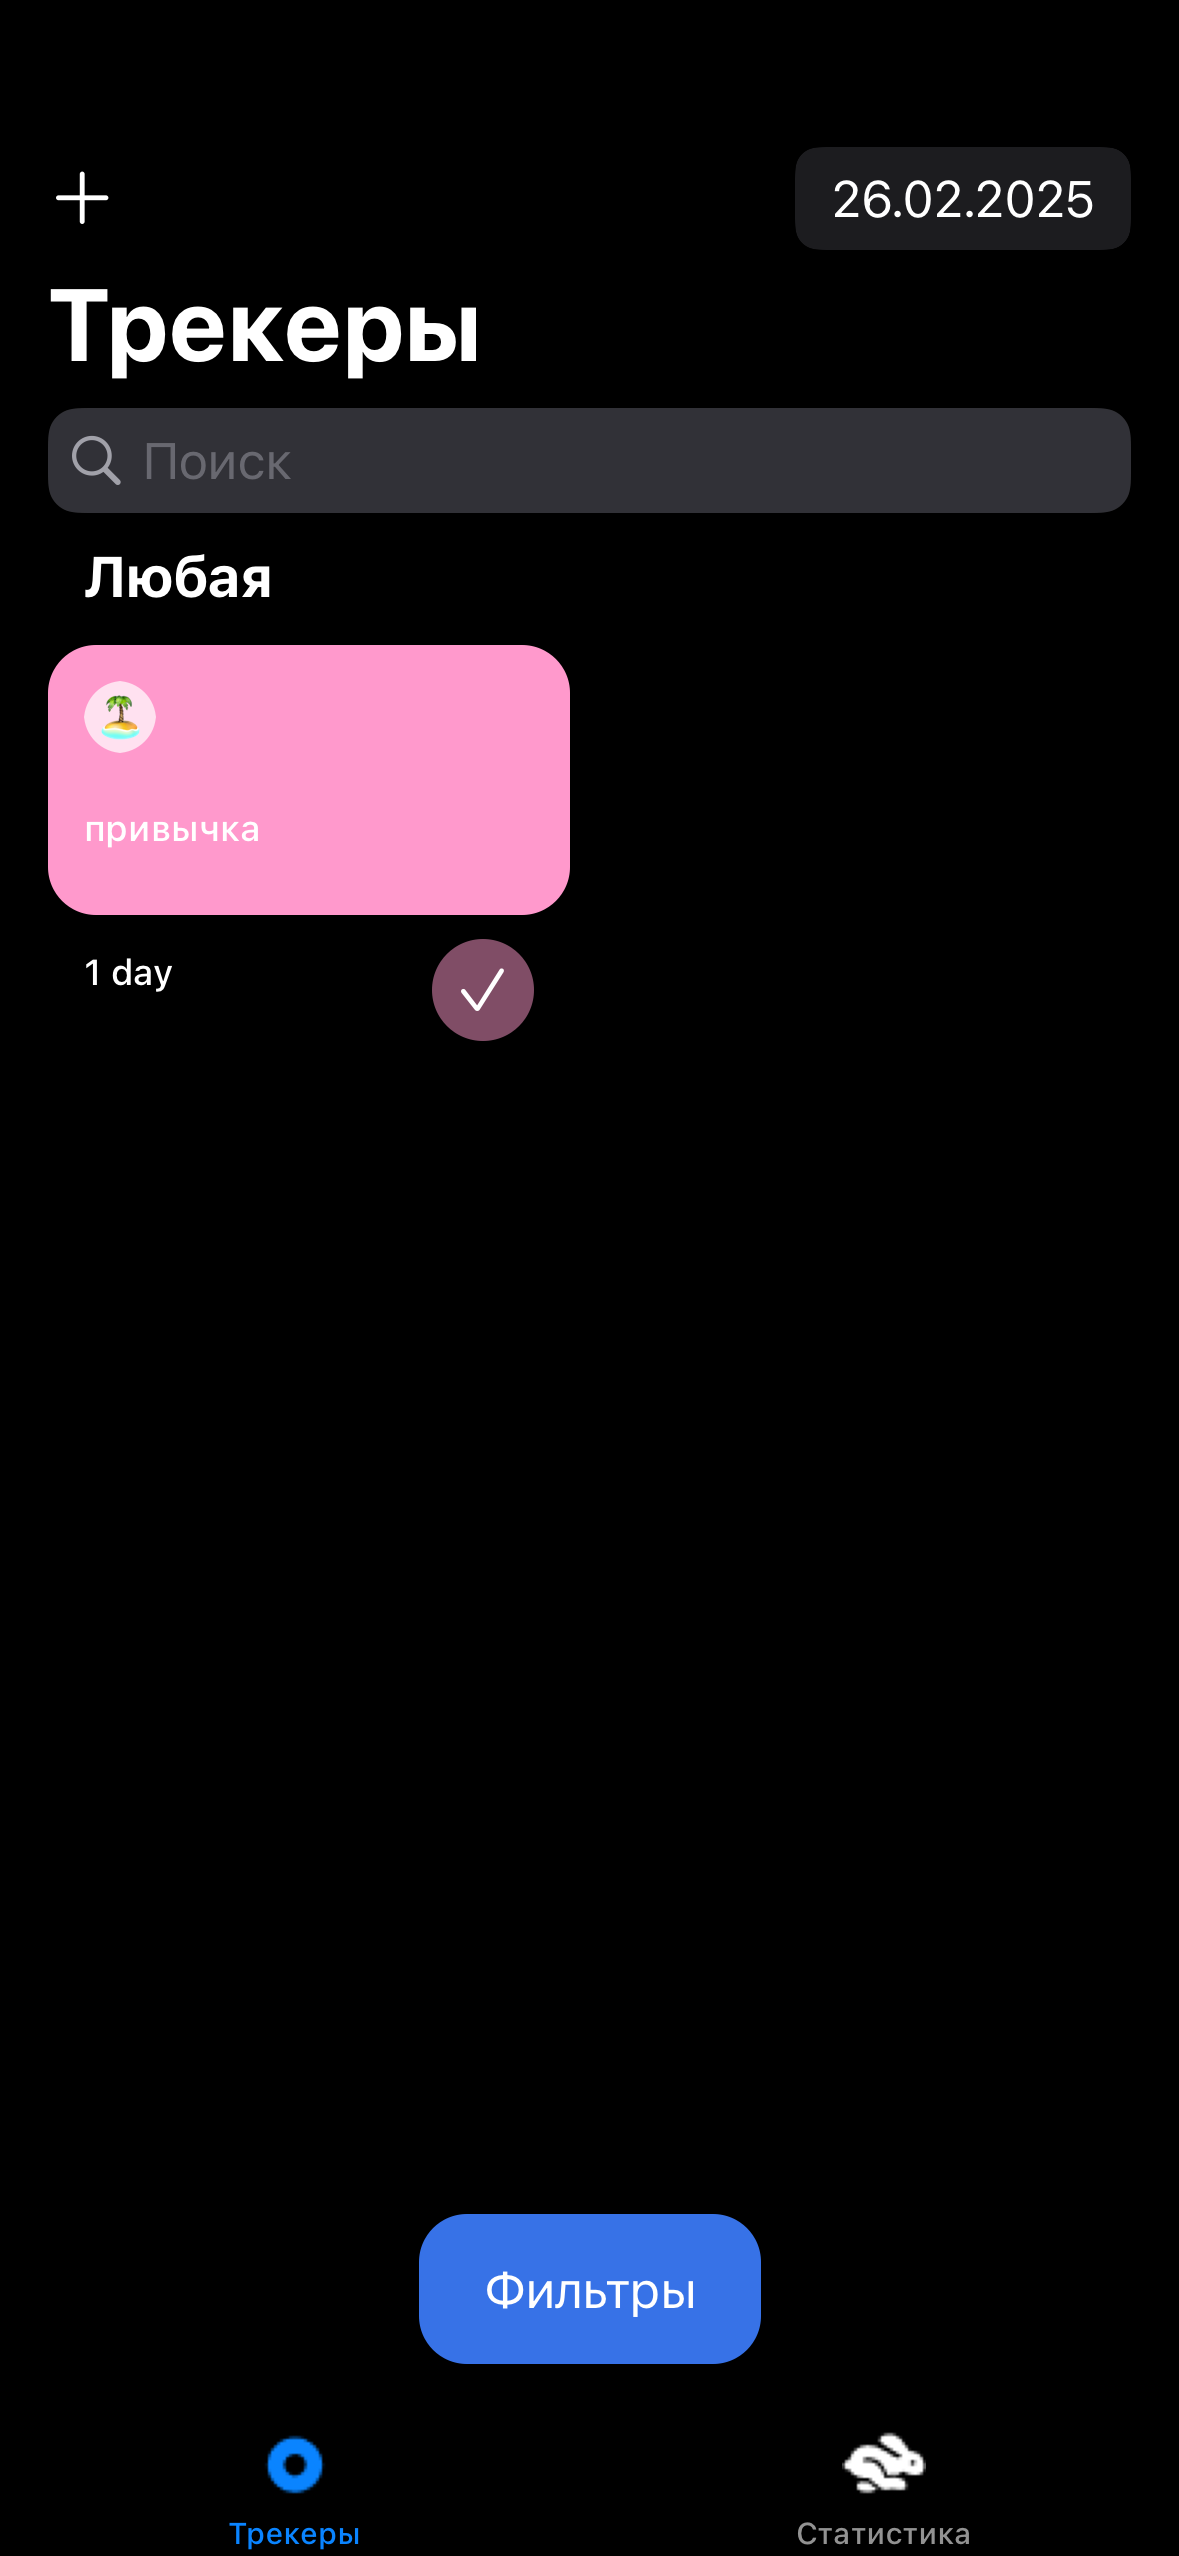 26.02.2025
Трекеры
Поиск
Любая
привычка
1 day
Фильтры
Трекеры
Статистика